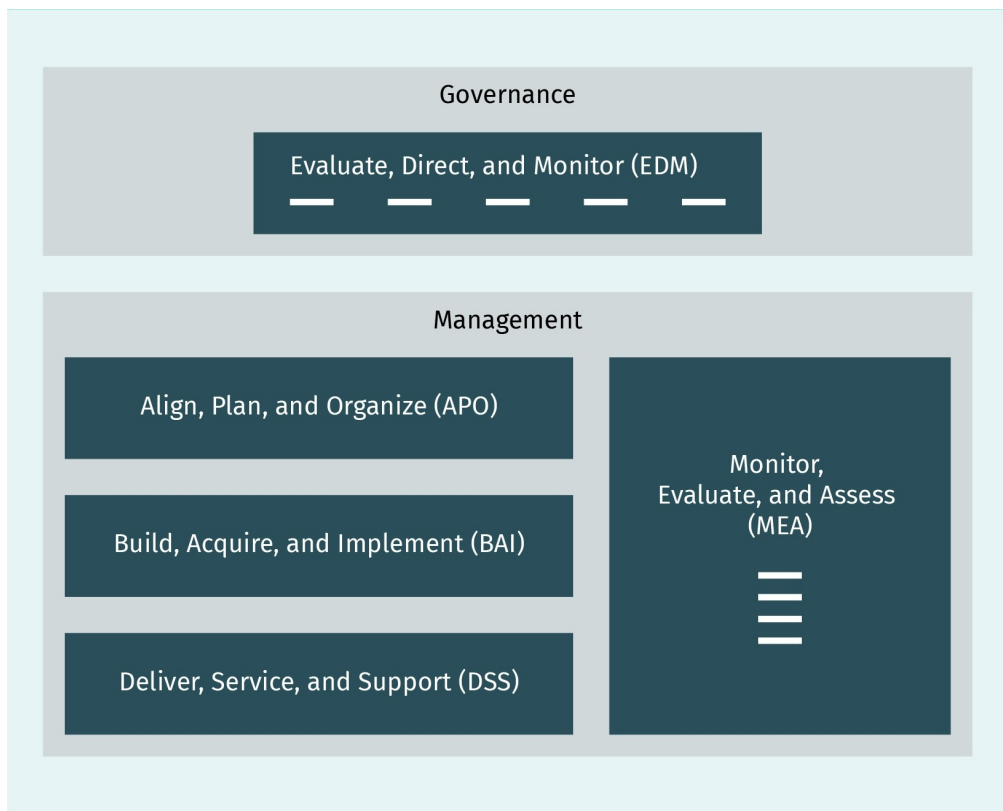 Governance
Evaluate, Direct, and Monitor (EDM)
Management
Align, Plan, and Organize (APO)
Build, Acquire, and Implement (BAI)
Deliver, Service, and Support (DSS)
Monitor,
Evaluate, and Assess
(MEA)